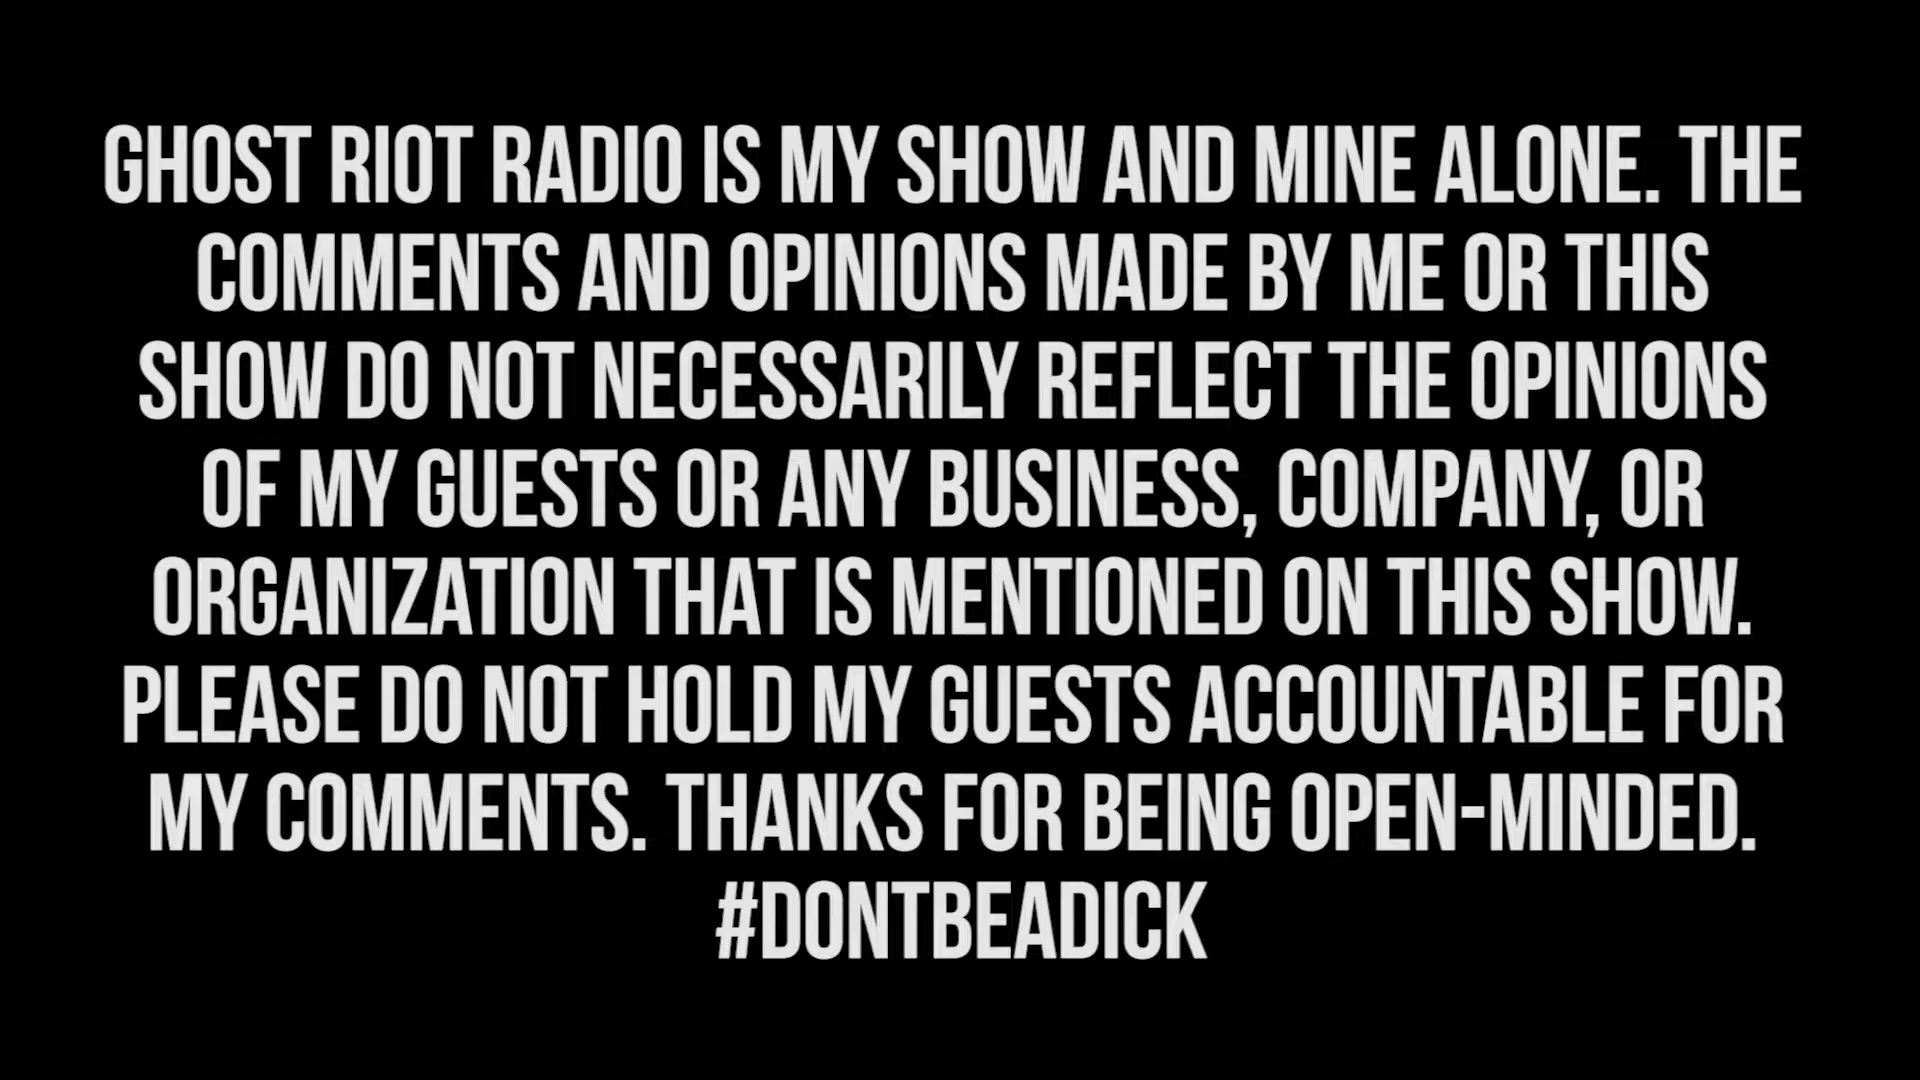 GHOST RIOT RADIO IS MY SHOW AND MINE ALONE. THE
COMMENTS AND OPINIONS MADE BY ME OR THIS
SHOW DO NOT NECESSARILY REFLECT THE OPINIONS
OF MY GUESTS OR ANY BUSINESS, COMPANY, OR
ORGANIZATION THAT IS MENTIONED ON THIS SHOW.
PLEASE DO NOT HOLD MY GUESTS ACCOUNTABLE FOR
MY COMMENTS. THANKS FOR BEING OPEN-MINDED.
#DONTBEADICK